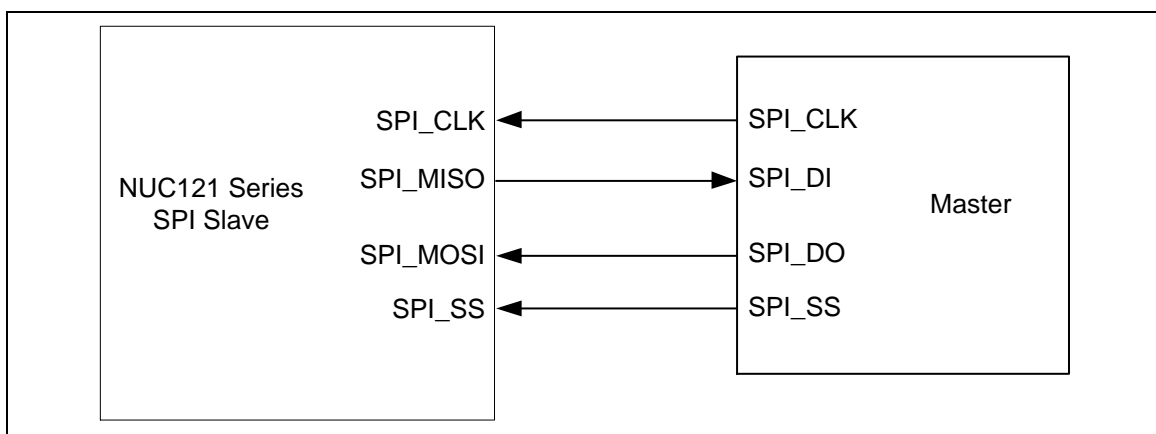 SPI_CLK SPI_CLK
SPI_MISO SPI_DI
NUC121 Series
SPI Slave
Master
SPI_MOSI SPI_DO
SPI_SS SPI_SS